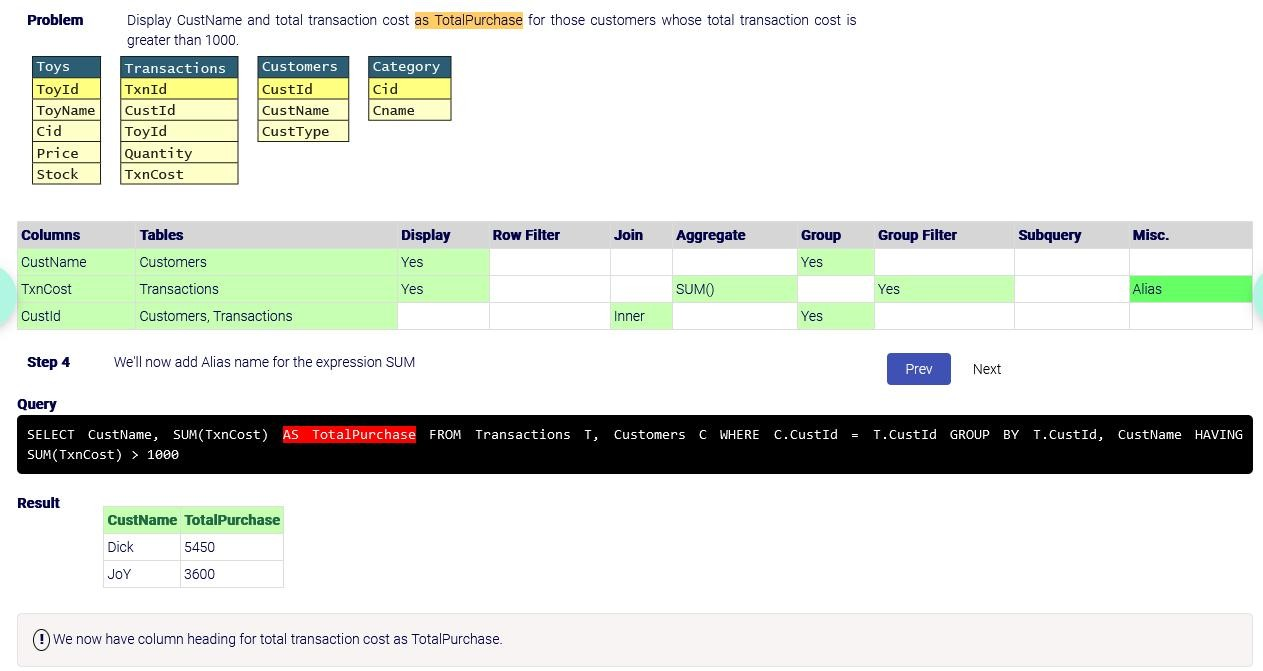 Problem Display CustName and total transaction cost as TotalPurchase for those customers whose total transaction cost is
greater than 1000.
Toys Transactions Customers Category
ToyId TxnId CustId Cid
ToyName CustId CustName Cname
Cid ToyId CustType
Price Quantity
Stock TxnCost
Columns Tables Display Row Filter Join Aggregate Group Group Filter Subquery Misc.
CustName Customers Yes Yes
TxnCost Transactions Yes SUM() Yes Alias
CustId Customers, Transactions Inner Yes
Step 4 We'll now add Alias name for the expression SUM Prev Next
Query
SELECT CustName, SUM(TxnCost) AS TotalPurchase FROM Transactions T, Customers C WHERE C.CustId = T.CustId GROUP BY T.CustId, CustName HAVING
SUM(TxnCost) > 1000
Result
CustName TotalPurchase
Dick 5450
JoY 3600
! We now have column heading for total transaction cost as TotalPurchase.